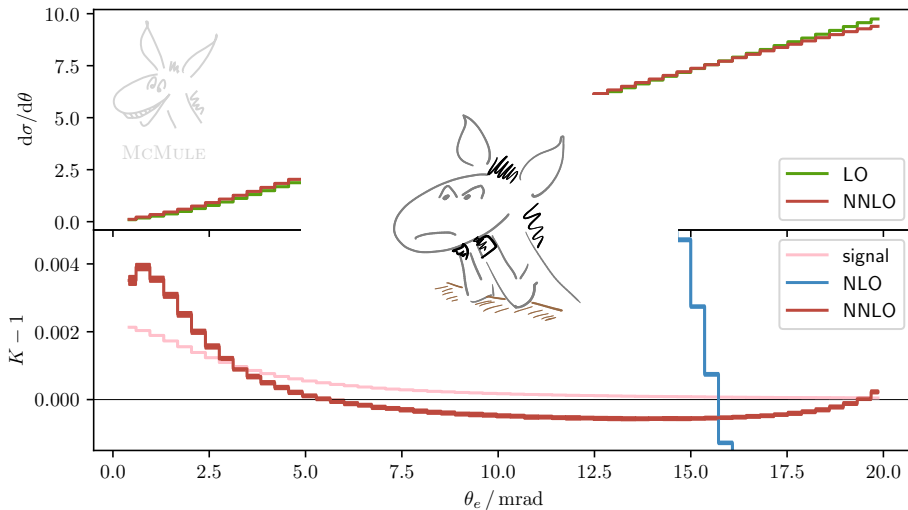 10.0
7.5
5.0
2.5
0.0
dσ/dθ
MCMULE
LO
NNLO
0.004
0.002
0.000
K − 1
signal
NLO
NNLO
0.0 2.5 5.0 7.5 10.0 12.5 15.0 17.5 20.0
θe / mrad